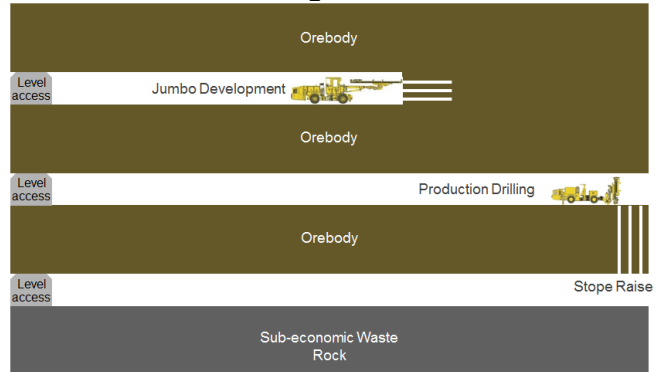 Orebody
Level
access
Jumbo Development
Orebody
Level
access
Production Drilling
Orebody
Level
access
Stope Raise
Sub-economic Waste
Rock